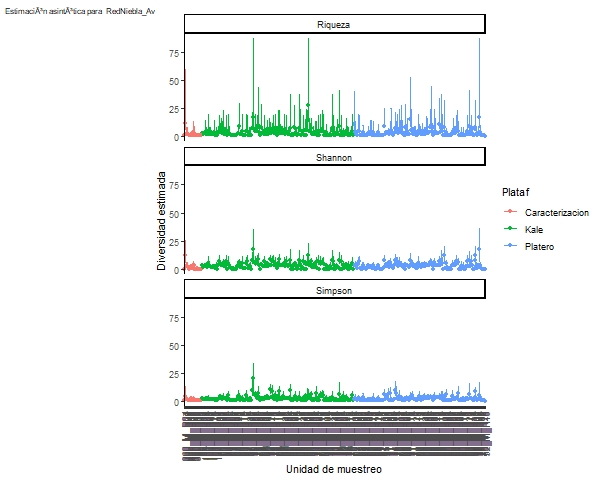 EstimaciÃ³n asintÃ³tica para RedNiebla_Av
Riqueza
75
50
25
0
Shannon
75
50
25
0
Simpson
75
50
25
0
Diversidad estimada
Unidad de muestreo
Plataf
Caracterizacion
Kale
Platero